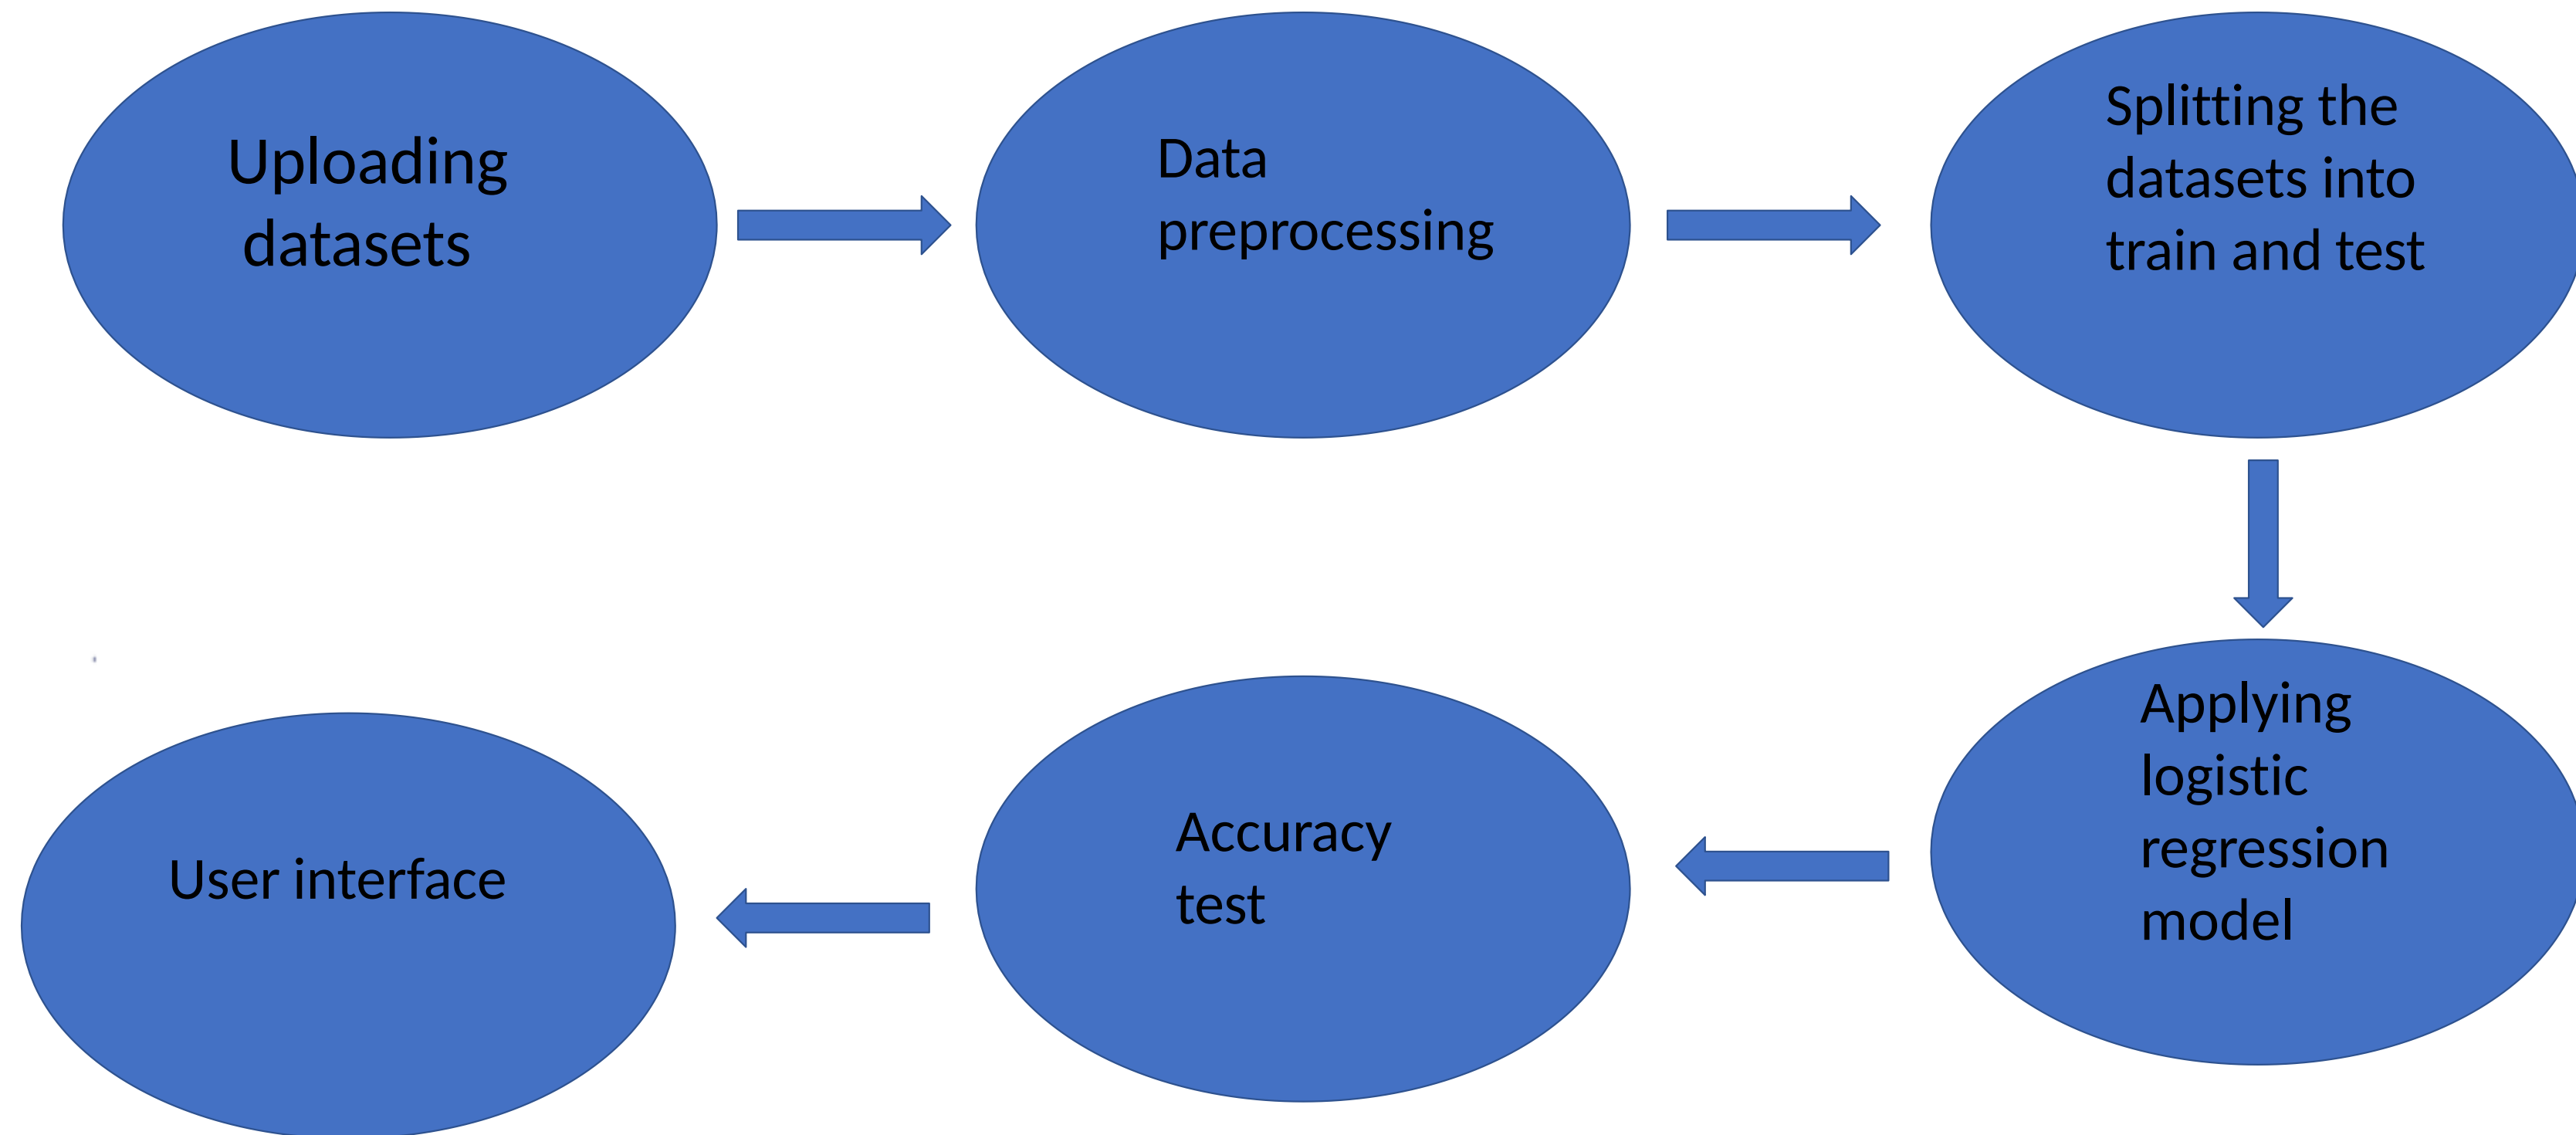 Uploading
datasets
Data
preprocessing
Splitting the
datasets into
train and test
Applying
logistic
regression
model
Accuracy
test
User interface